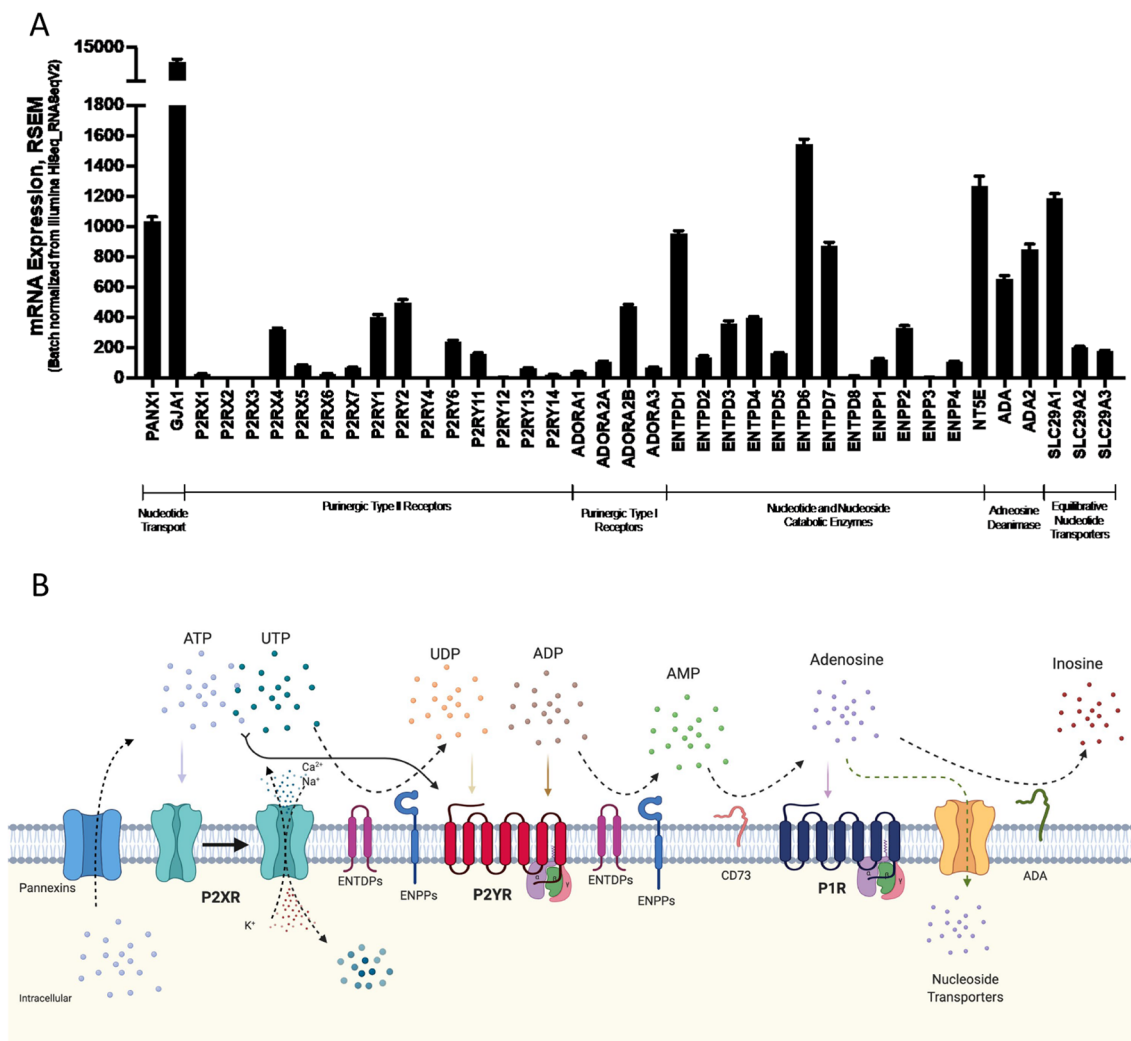 A
mRNA Expression, RSEM
(Batch normalized from Illumina HiSeq_RNASeqV2)
15000
1800
1600
1400
1200
1000
800
600
400
200
0
PANX1
GJA1
P2RX1
P2RX2
P2RX3
P2RX4
P2RX5
P2RX6
P2RX7
P2RY1
P2RY2
P2RY4
P2RY6
P2RY11
P2RY12
P2RY13
P2RY14
ADORA1
ADORA2A
ADORA2B
ADORA3
ENTPD1
ENTPD2
ENTPD3
ENTPD4
ENTPD5
ENTPD6
ENTPD7
ENTPD8
ENPP1
ENPP2
ENPP3
ENPP4
NT5E
ADA
ADA2
SLC29A1
SLC29A2
SLC29A3
Nucleotide
Transport
Purinergic Type II Receptors
Purinergic Type I
Receptors
Nucleotide and Nucleoside
Catabolic Enzymes
Adneosine
Deanimase
Equilibrative
Nucleotide
Transporters
B
ATP
UTP
UDP
ADP
AMP
Adenosine
Inosine
Ca²⁺
Na⁺
Pannexins
P2XR
K⁺
ENTDPs
ENPPs
P2YR
α
β
γ
ENTDPs
ENPPs
CD73
P1R
α
β
γ
ADA
Nucleoside
Transporters
Intracellular